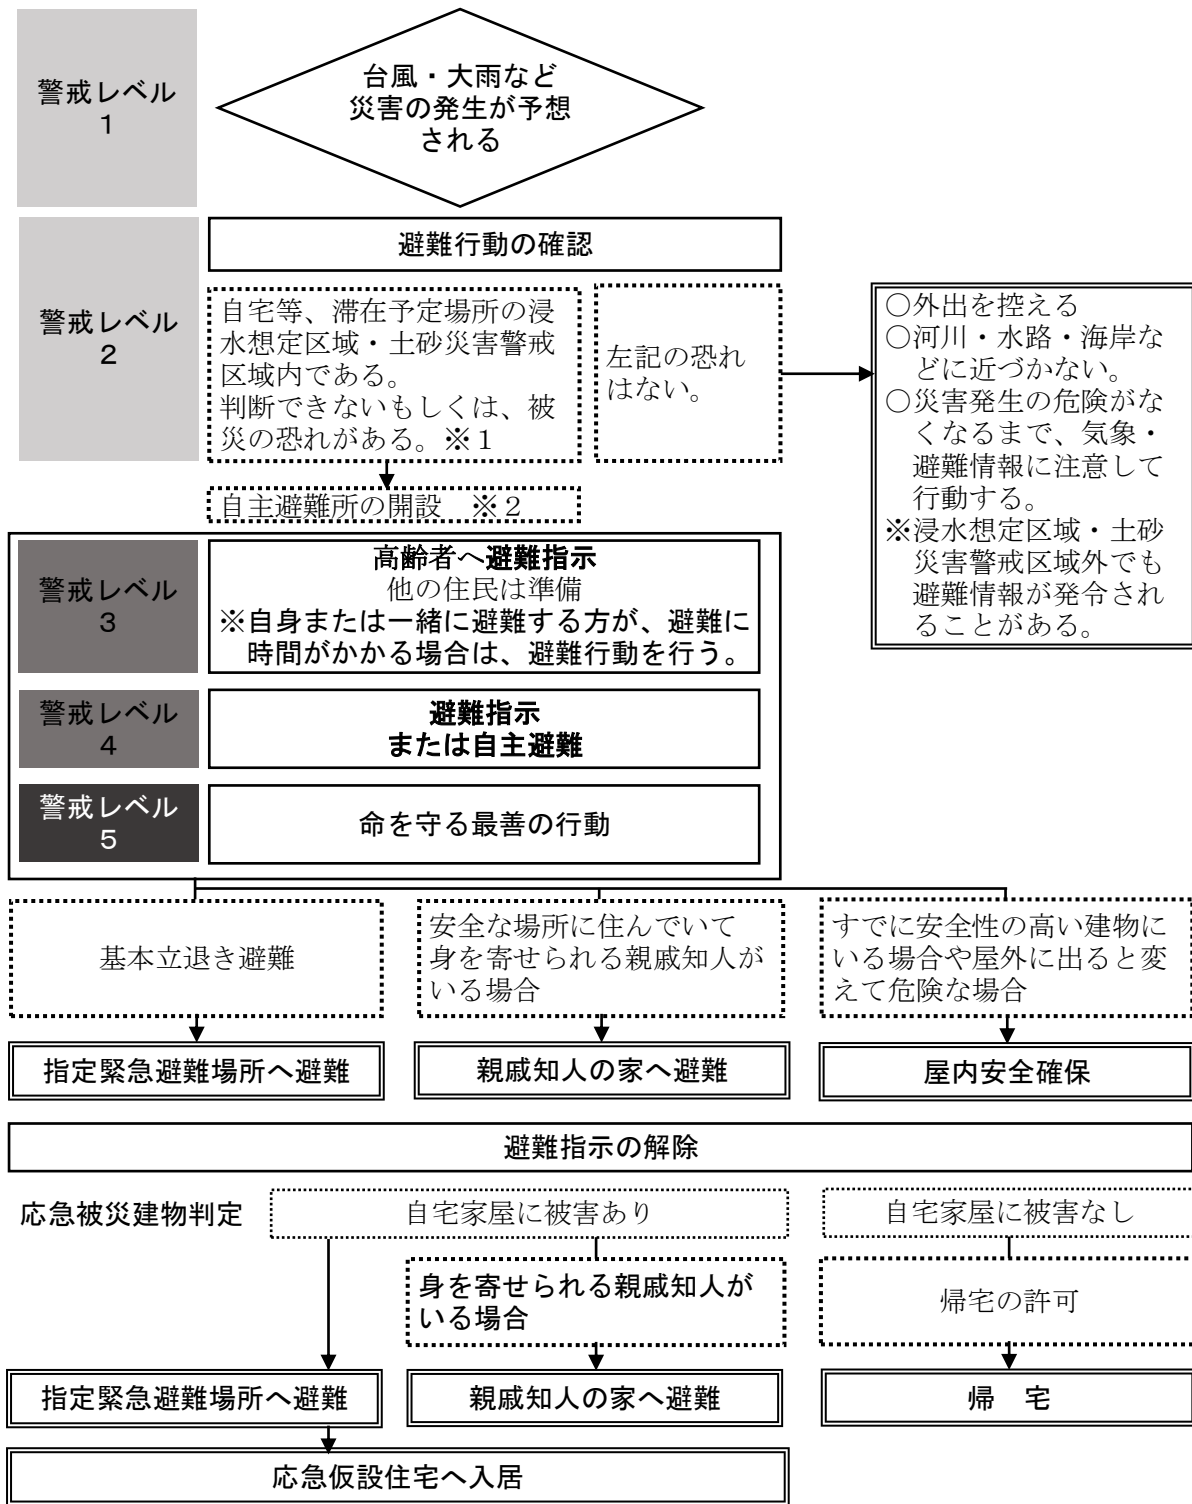 警戒レベル
1
台風・大雨など
災害の発生が予想
される
警戒レベル
2
避難行動の確認
自宅等、滞在予定場所の浸
水想定区域・土砂災害警戒
区域内である。
判断できないもしくは、被
災の恐れがある。※１
左記の恐れ
はない。
○外出を控える
○河川・水路・海岸な
どに近づかない。
○災害発生の危険がな
くなるまで、気象・
避難情報に注意して
行動する。
※浸水想定区域・土砂
災害警戒区域外でも
避難情報が発令され
ることがある。
自主避難所の開設　※２
警戒レベル
3
高齢者へ避難指示
他の住民は準備
※自身または一緒に避難する方が、避難に
時間がかかる場合は、避難行動を行う。
警戒レベル
4
避難指示
または自主避難
警戒レベル
5
命を守る最善の行動
基本立退き避難
安全な場所に住んでいて
身を寄せられる親戚知人が
いる場合
すでに安全性の高い建物に
いる場合や屋外に出ると変
えて危険な場合
指定緊急避難場所へ避難
親戚知人の家へ避難
屋内安全確保
避難指示の解除
応急被災建物判定
自宅家屋に被害あり
自宅家屋に被害なし
身を寄せられる親戚知人が
いる場合
帰宅の許可
指定緊急避難場所へ避難
親戚知人の家へ避難
帰　宅
応急仮設住宅へ入居